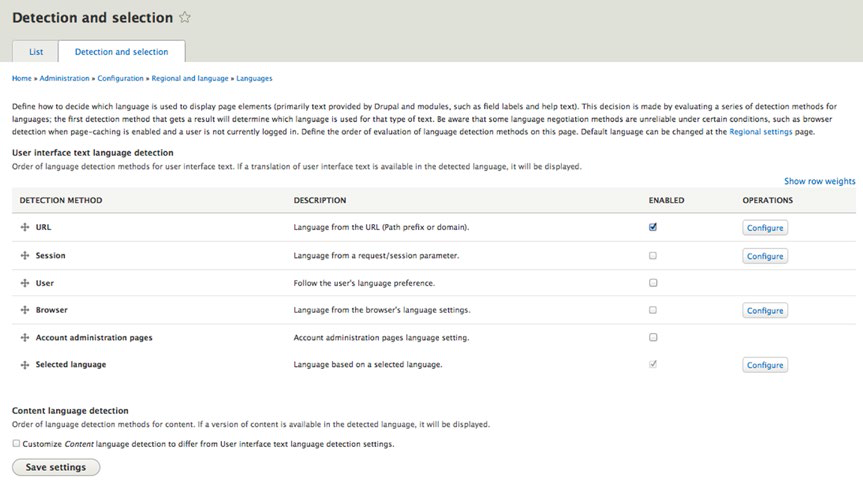 Detection and selection
List
Detection and selection
Home » Administration » Configuration » Regional and language » Languages
Define how to decide which language is used to display page elements (primarily text provided by Drupal and modules, such as field labels and help text). This decision is made by evaluating a series of detection methods for
languages; the first detection method that gets a result will determine which language is used for that type of text. Be aware that some language negotiation methods are unreliable under certain conditions, such as browser
detection when page-caching is enabled and a user is not currently logged in. Define the order of evaluation of language detection methods on this page. Default language can be changed at the Regional settings page.
User interface text language detection
Order of language detection methods for user interface text. If a translation of user interface text is available in the detected language, it will be displayed.
Show row weights
DETECTION METHOD DESCRIPTION ENABLED OPERATIONS
URL Language from the URL (Path prefix or domain). Configure
Session Language from a request/session parameter. Configure
User Follow the user's language preference.
Browser Language from the browser's language settings. Configure
Account administration pages Account administration pages language setting.
Selected language Language based on a selected language. Configure
Content language detection
Order of language detection methods for content. If a version of content is available in the detected language, it will be displayed.
Customize Content language detection to differ from User interface text language detection settings.
Save settings